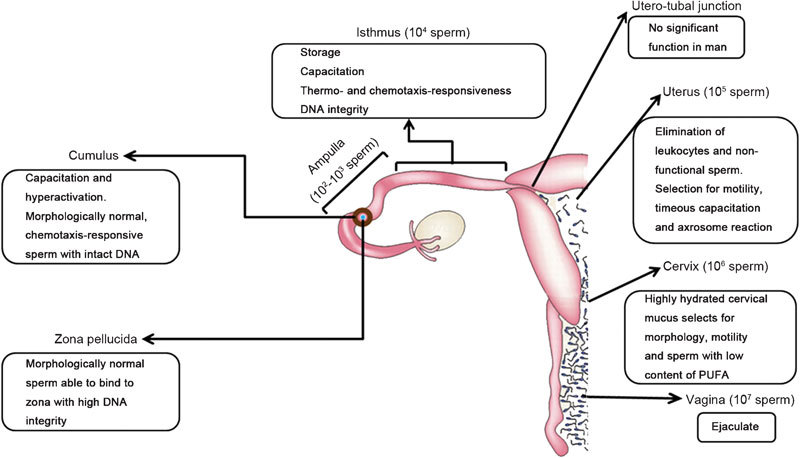 Utero-tubal junction
No significant
function in man
Isthmus (10⁴ sperm)
Storage
Capacitation
Thermo- and chemotaxis-responsiveness
DNA integrity
Uterus (10⁵ sperm)
Elimination of
leukocytes and non-
functional sperm.
Selection for motility,
timeous capacitation
and axrosome reaction
Ampulla
(10²-10³ sperm)
Cumulus
Capacitation and
hyperactivation.
Morphologically normal,
chemotaxis-responsive
sperm with intact DNA
Cervix (10⁶ sperm)
Highly hydrated cervical
mucus selects for
morphology, motility
and sperm with low
content of PUFA
Zona pellucida
Morphologically normal
sperm able to bind to
zona with high DNA
integrity
Vagina (10⁷ sperm)
Ejaculate